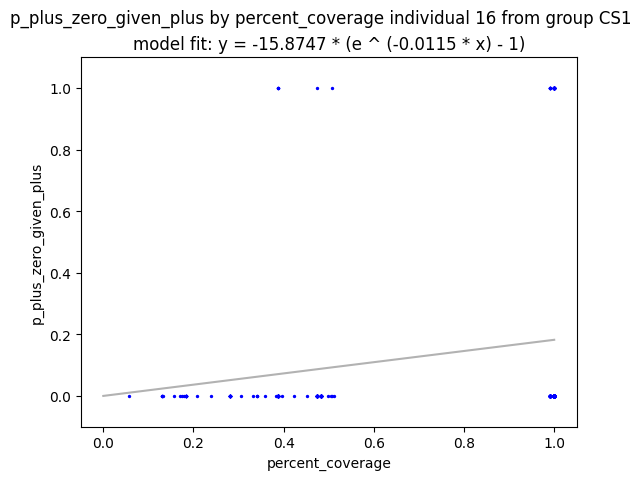 p_plus_zero_given_plus by percent_coverage individual 16 from group CS1
model fit: y = -15.8747 * (e ^ (-0.0115 * x) - 1)
p_plus_zero_given_plus
1.0
0.8
0.6
0.4
0.2
0.0
0.0 0.2 0.4 0.6 0.8 1.0
percent_coverage